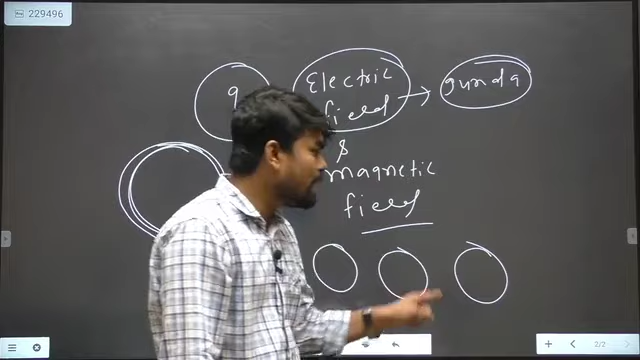 229496
q
Electric
field → gunda
&
magnetic
field
2/2